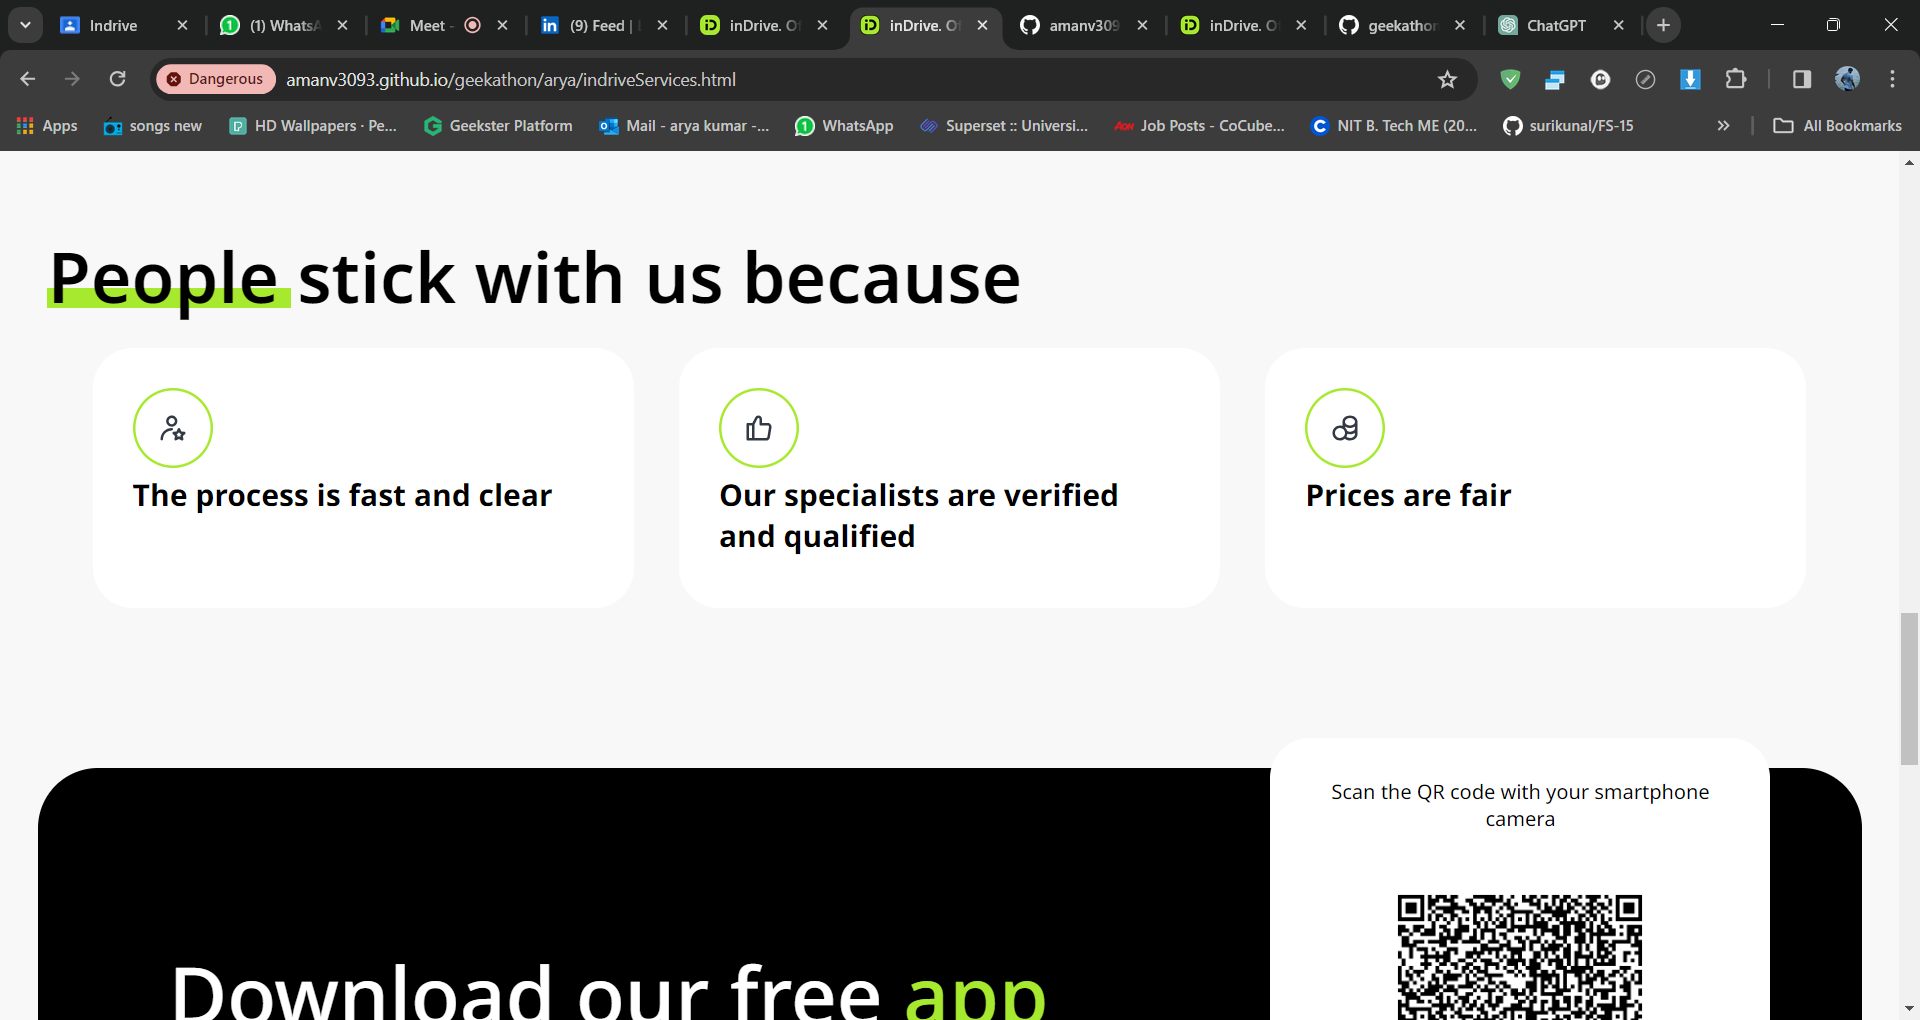 Indrive
(1) WhatsA
Meet -
(9) Feed |
inDrive. O
inDrive. O
amanv309
inDrive. O
geekathon
ChatGPT
Dangerous
amanv3093.github.io/geekathon/arya/indriveServices.html
Apps
songs new
HD Wallpapers · Pe...
Geekster Platform
Mail - arya kumar -...
WhatsApp
Superset :: Universi...
Job Posts - CoCube...
NIT B. Tech ME (20...
surikunal/FS-15
All Bookmarks
People stick with us because
The process is fast and clear
Our specialists are verified
and qualified
Prices are fair
Scan the QR code with your smartphone
camera
Download our free app